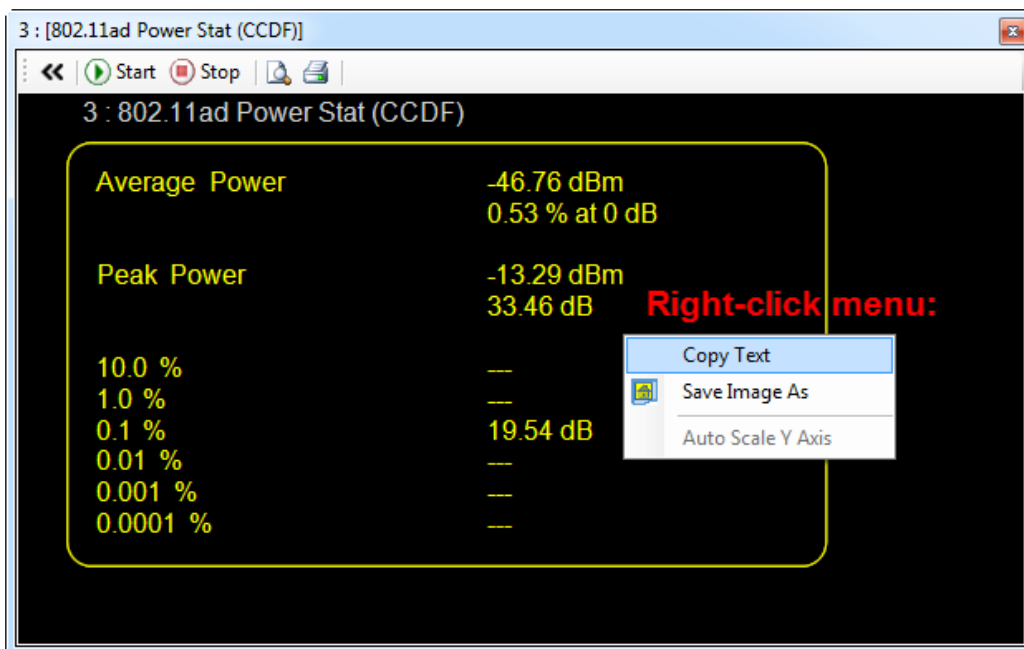 3 : [802.11ad Power Stat (CCDF)]
Start Stop
3 : 802.11ad Power Stat (CCDF)
Average Power -46.76 dBm
0.53 % at 0 dB
Peak Power -13.29 dBm
33.46 dB
Right-click menu:
Copy Text
Save Image As
Auto Scale Y Axis
10.0 % ---
1.0 % ---
0.1 % 19.54 dB
0.01 % ---
0.001 % ---
0.0001 % ---